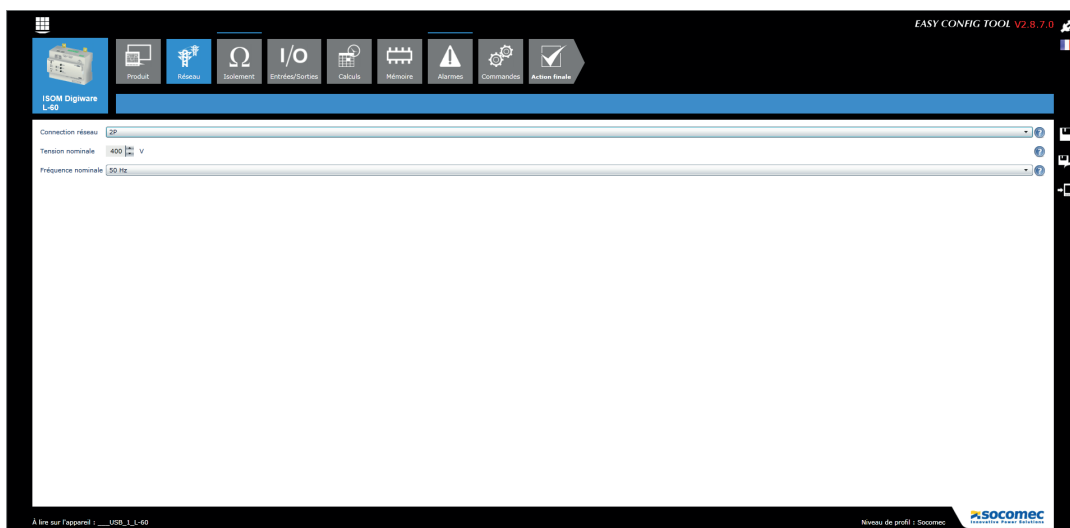 EASY CONFIG TOOL V2.8.7.0
Ω
I/O
Produit
Réseau
Isolement
Entrées/Sorties
Calculs
Mémoire
Alarmes
Commandes
Action finale
ISOM Digiware
L-60
Connection réseau 2P
Tension nominale 400 V
Fréquence nominale 50 Hz
À lire sur l'appareil : ___USB_1_L-60
Niveau de profil : Socomec
socomec
Innovative Power Solutions